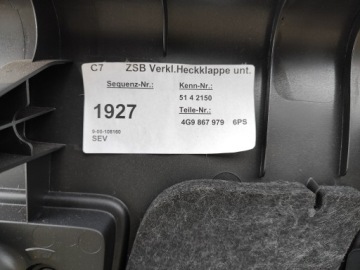 C7 ZSB Verkl.Heckklappe unt.
Sequenz-Nr.: Kenn-Nr.:
51 4 2150
1927 Teile-Nr.:
4G9 867 979 6PS
SEV